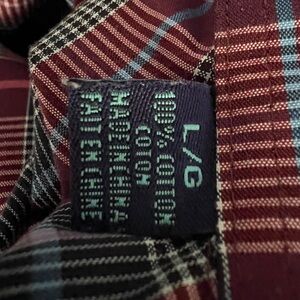 L/G
100% COTTON
COTON
MADE IN CHINA
FAIT EN CHINE